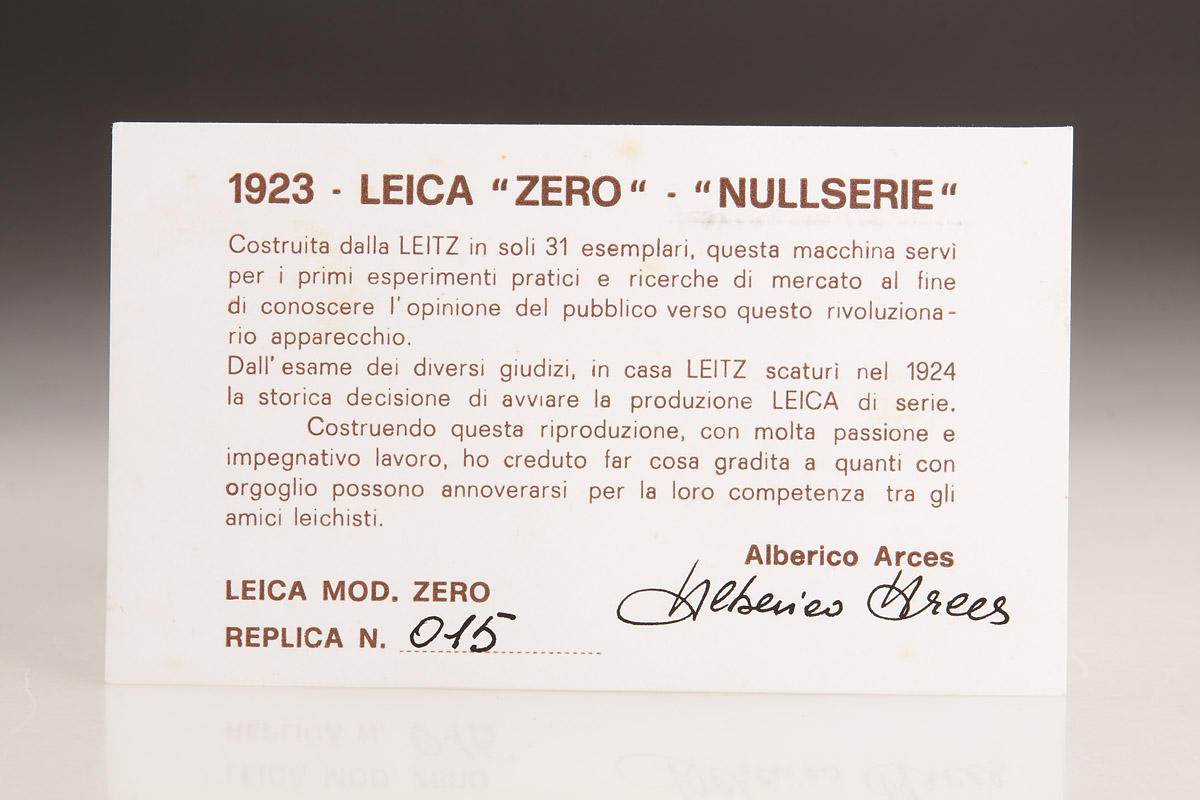 1923 - LEICA “ZERO“ - “NULLSERIE“
Costruita dalla LEITZ in soli 31 esemplari, questa macchina servì
per i primi esperimenti pratici e ricerche di mercato al fine
di conoscere l'opinione del pubblico verso questo rivoluziona-
rio apparecchio.
Dall'esame dei diversi giudizi, in casa LEITZ scaturì nel 1924
la storica decisione di avviare la produzione LEICA di serie.
Costruendo questa riproduzione, con molta passione e
impegnativo lavoro, ho creduto far cosa gradita a quanti con
orgoglio possono annoverarsi per la loro competenza tra gli
amici leichisti.
Alberico Arces
Alberico Arces
LEICA MOD. ZERO
REPLICA N. 015